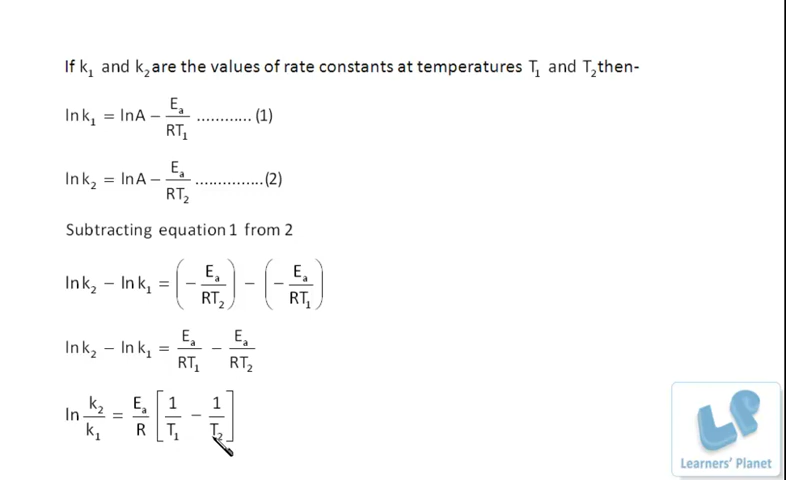 If k₁ and k₂ are the values of rate constants at temperatures T₁ and T₂ then-
ln k₁ = ln A − Eₐ/RT₁ ............ (1)
ln k₂ = ln A − Eₐ/RT₂ ...............(2)
Subtracting equation 1 from 2
ln k₂ − ln k₁ = (− Eₐ/RT₂) − (− Eₐ/RT₁)
ln k₂ − ln k₁ = Eₐ/RT₁ − Eₐ/RT₂
ln k₂/k₁ = Eₐ/R [1/T₁ − 1/T₂]
LP
Learners' Planet